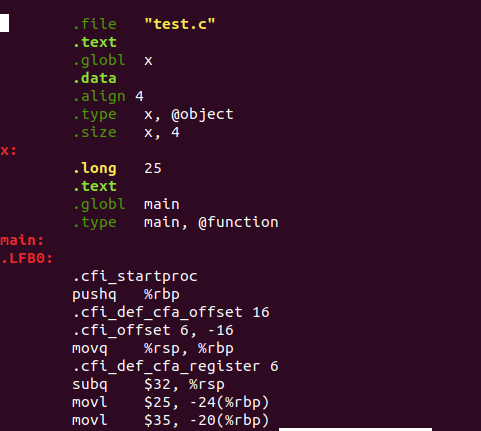 .file "test.c"
.text
.globl x
.data
.align 4
.type x, @object
.size x, 4
x:
.long 25
.text
.globl main
.type main, @function
main:
.LFB0:
.cfi_startproc
pushq %rbp
.cfi_def_cfa_offset 16
.cfi_offset 6, -16
movq %rsp, %rbp
.cfi_def_cfa_register 6
subq $32, %rsp
movl $25, -24(%rbp)
movl $35, -20(%rbp)